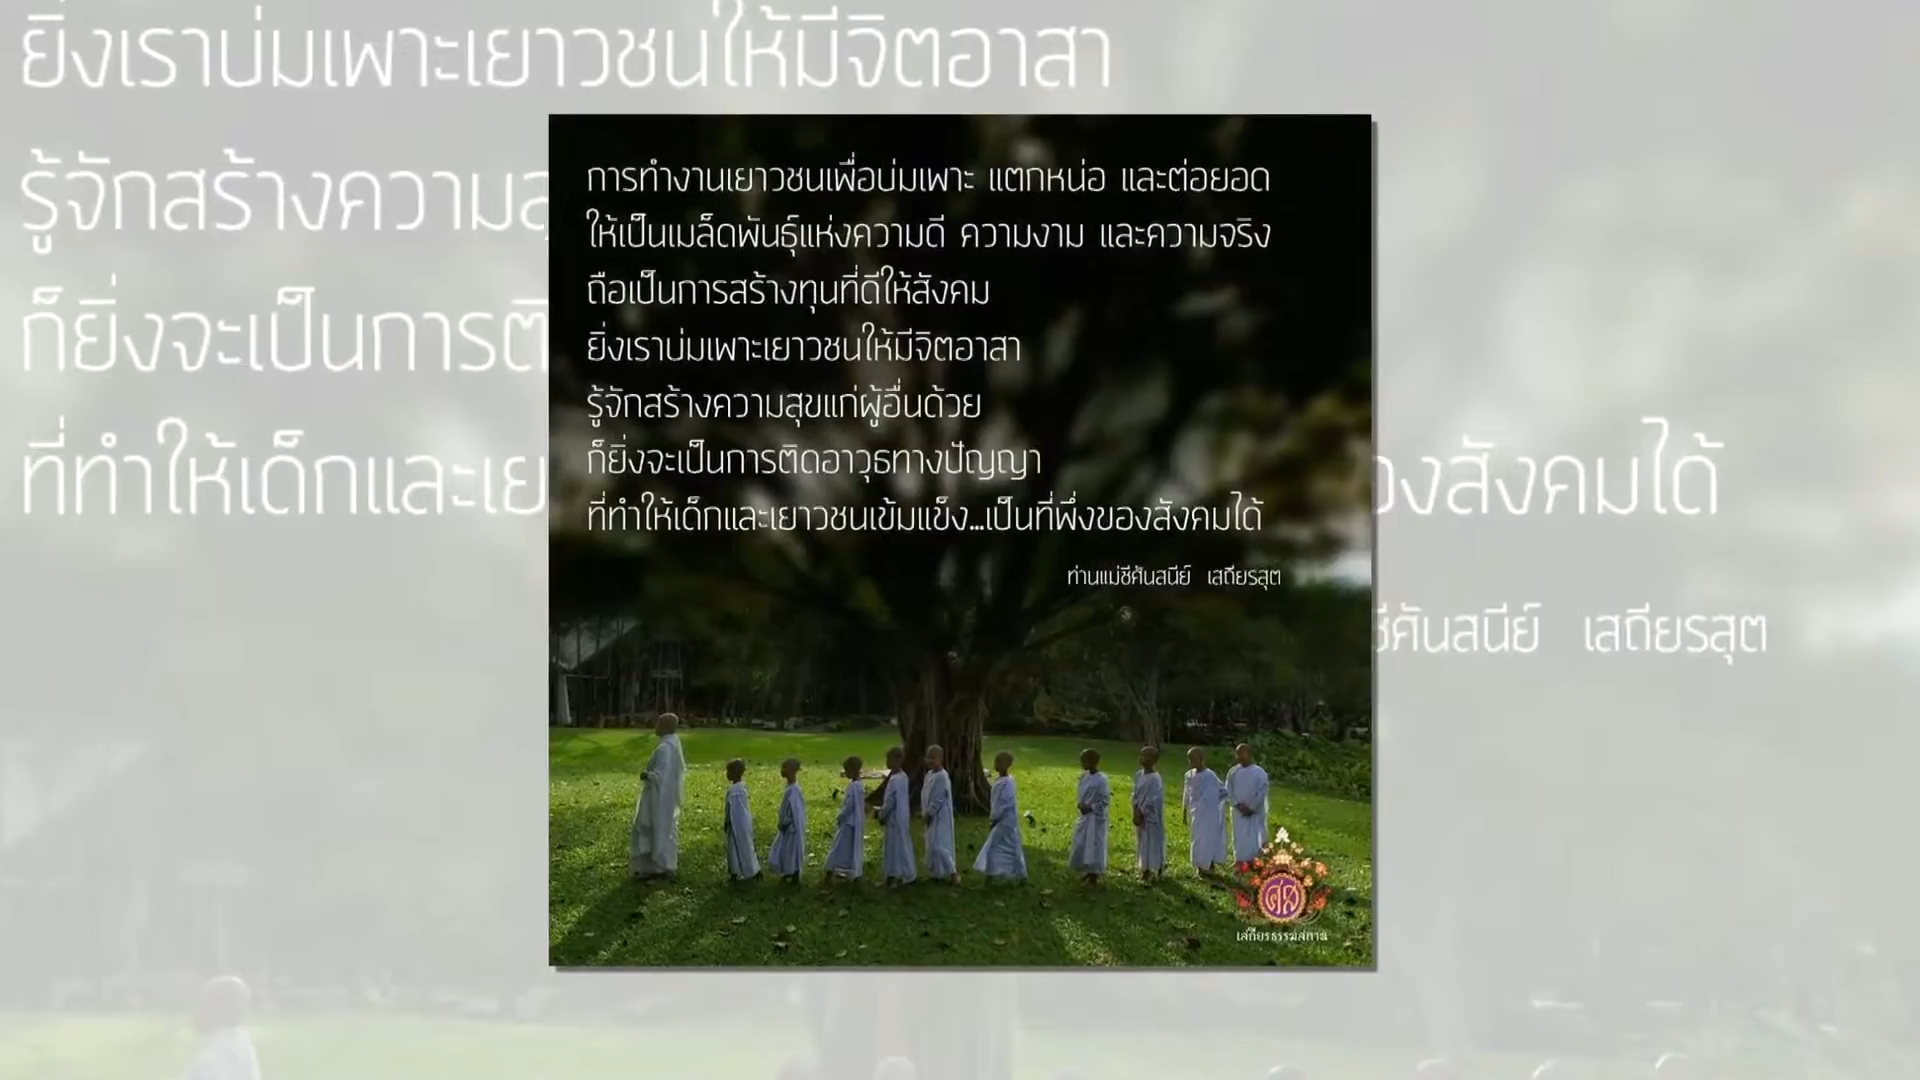 การทำงานเยาวชนเพื่อบ่มเพาะ แตกหน่อ และต่อยอด
ให้เป็นเมล็ดพันธุ์แห่งความดี ความงาม และความจริง
ถือเป็นการสร้างทุนที่ดีให้สังคม
ยิ่งเราบ่มเพาะเยาวชนให้มีจิตอาสา
รู้จักสร้างความสุขแก่ผู้อื่นด้วย
ก็ยิ่งจะเป็นการติดอาวุธทางปัญญา
ที่ทำให้เด็กและเยาวชนเข้มแข็ง...เป็นที่พึ่งของสังคมได้
ท่านแม่ชีศันสนีย์ เสถียรสุต
เสถียรธรรมสถาน
ยิ่งเราบ่มเพาะเยาวชนให้มีจิตอาสา
รู้จักสร้างความสุ
ก็ยิ่งจะเป็นการติ
ที่ทำให้เด็กและเย องสังคมได้
ชีศันสนีย์ เสถียรสุต